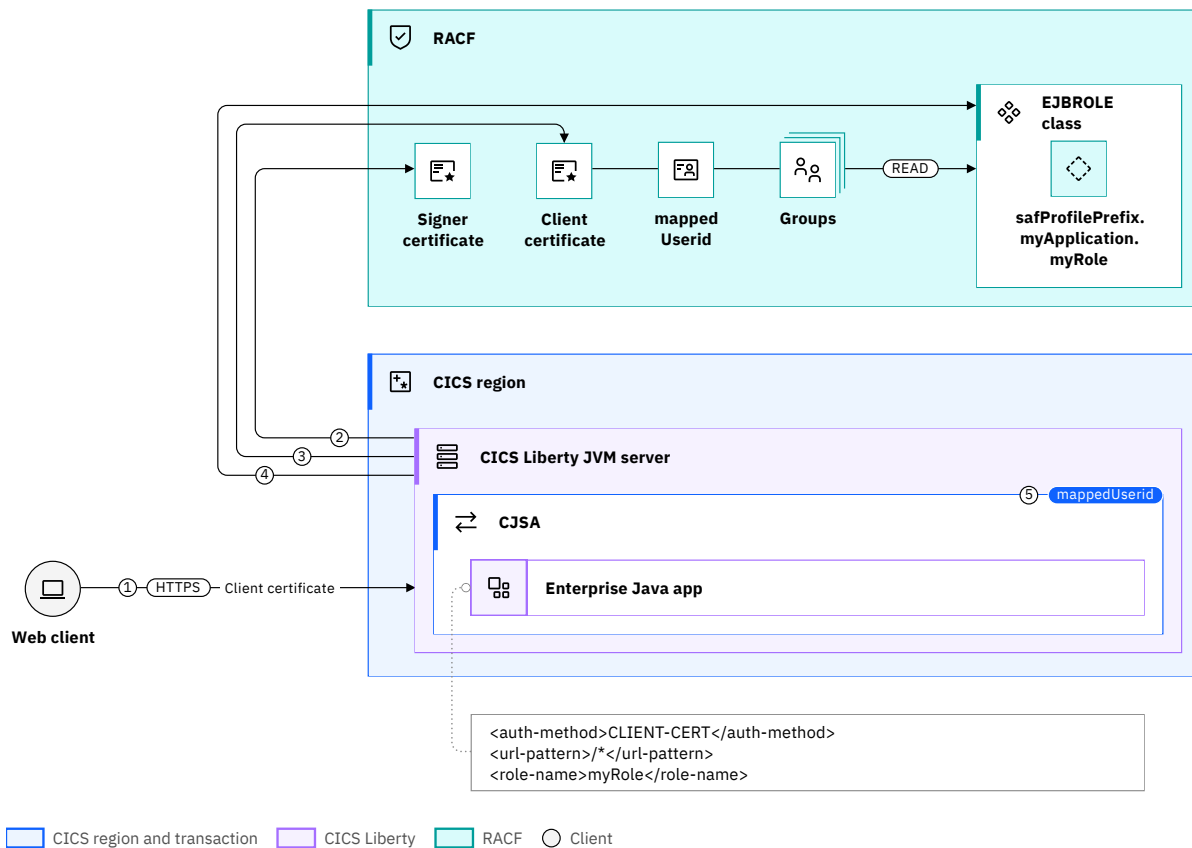 RACF
EJBROLE
class
READ
Signer
certificate
Client
certificate
mapped
Userid
Groups
safProfilePrefix.
myApplication.
myRole
CICS region
2
3
4
CICS Liberty JVM server
5
mappedUserid
CJSA
1
HTTPS
Client certificate
Enterprise Java app
Web client
<auth-method>CLIENT-CERT</auth-method>
<url-pattern>/*</url-pattern>
<role-name>myRole</role-name>
CICS region and transaction
CICS Liberty
RACF
Client